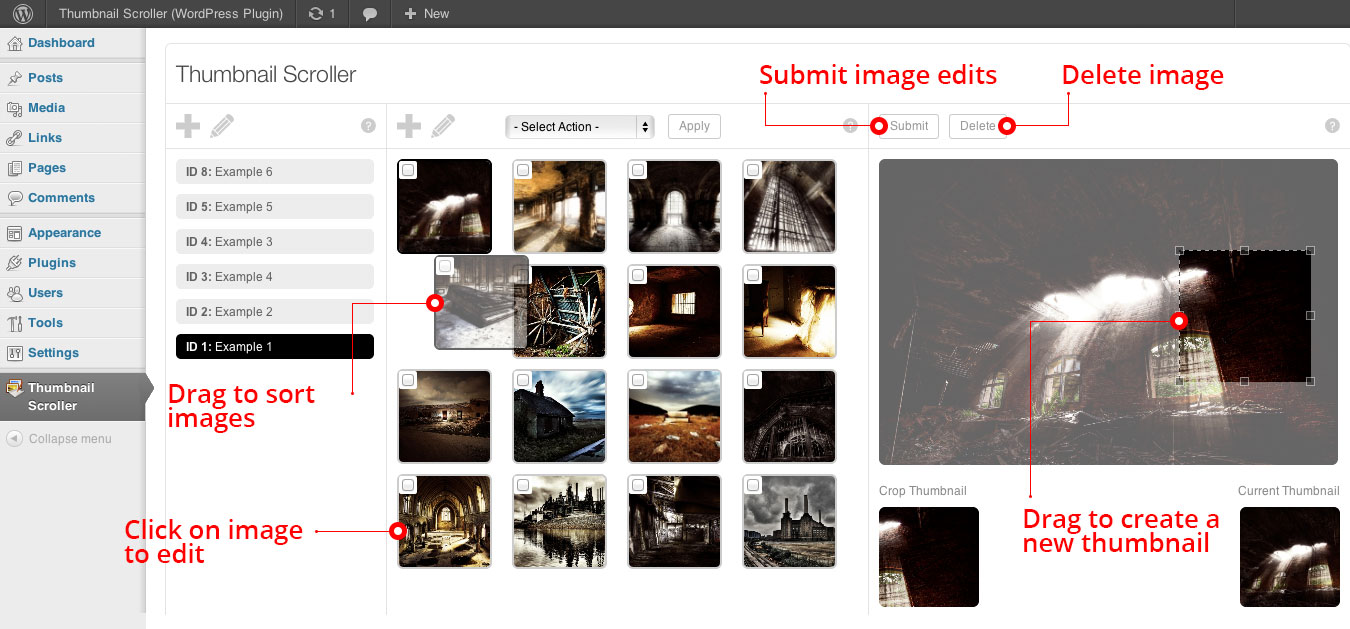 Thumbnail Scroller (WordPress Plugin)
1
New
Dashboard
Posts
Media
Links
Pages
Comments
Appearance
Plugins
Users
Tools
Settings
Thumbnail
Scroller
Collapse menu
Thumbnail Scroller
Submit image edits
Delete image
?
- Select Action -
Apply
?
Submit
Delete
?
ID 8: Example 6
ID 5: Example 5
ID 4: Example 3
ID 3: Example 4
ID 2: Example 2
ID 1: Example 1
Drag to sort
images
Click on image
to edit
Crop Thumbnail
Current Thumbnail
Drag to create a
new thumbnail